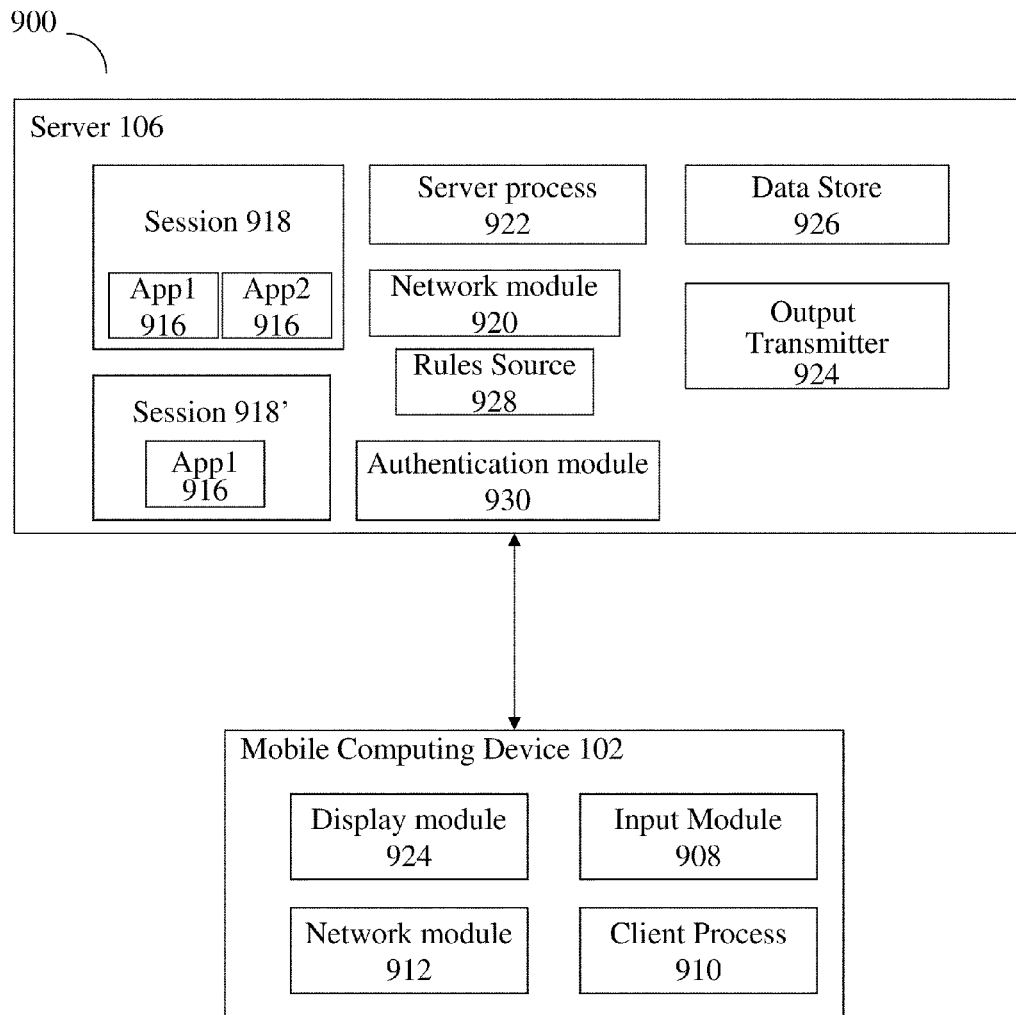 900
Server 106
Session 918
App1
916
App2
916
Session 918’
App1
916
Server process
922
Network module
920
Rules Source
928
Authentication module
930
Data Store
926
Output
Transmitter
924
Mobile Computing Device 102
Display module
924
Input Module
908
Network module
912
Client Process
910